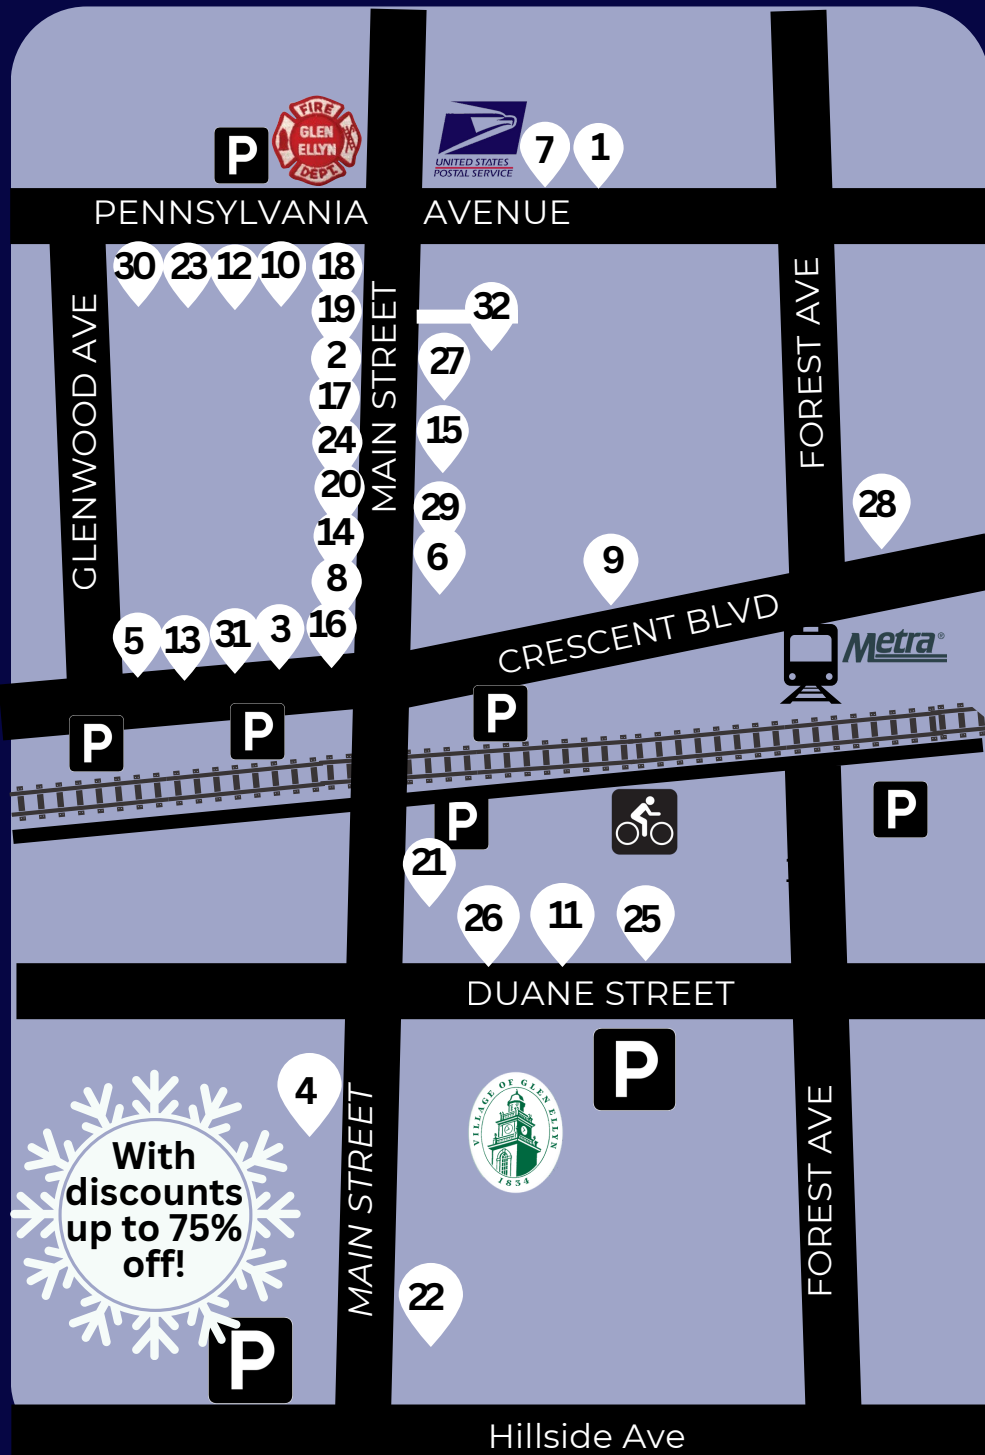 FIRE
GLEN
ELLYN
DEPT.
P
UNITED STATES
POSTAL SERVICE
7
1
PENNSYLVANIA AVENUE
30
23
12
10
18
19
2
17
24
20
14
8
16
32
27
15
29
6
GLENWOOD AVE
MAIN STREET
FOREST AVE
28
9
5
13
31
3
CRESCENT BLVD
Metra®
P
P
P
P
P
21
26
11
25
DUANE STREET
P
4
VILLAGE OF GLEN ELLYN
1834
MAIN STREET
FOREST AVE
With
discounts
up to 75%
off!
22
P
Hillside Ave